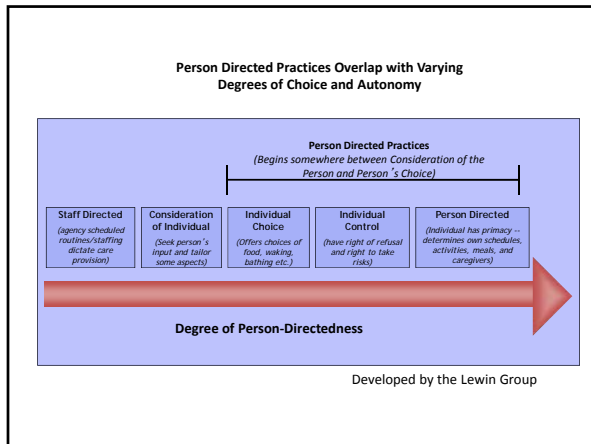 Person Directed Practices Overlap with Varying
Degrees of Choice and Autonomy
Person Directed Practices
(Begins somewhere between Consideration of the
Person and Person's Choice)
Staff Directed
(agency scheduled
routines/staffing
dictate care
provision)
Consideration
of Individual
(Seek person's
input and tailor
some aspects)
Individual
Choice
(Offers choices of
food, waking,
bathing etc.)
Individual
Control
(have right of refusal
and right to take
risks)
Person Directed
(Individual has primacy --
determines own schedules,
activities, meals, and
caregivers)
Degree of Person-Directedness
Developed by the Lewin Group